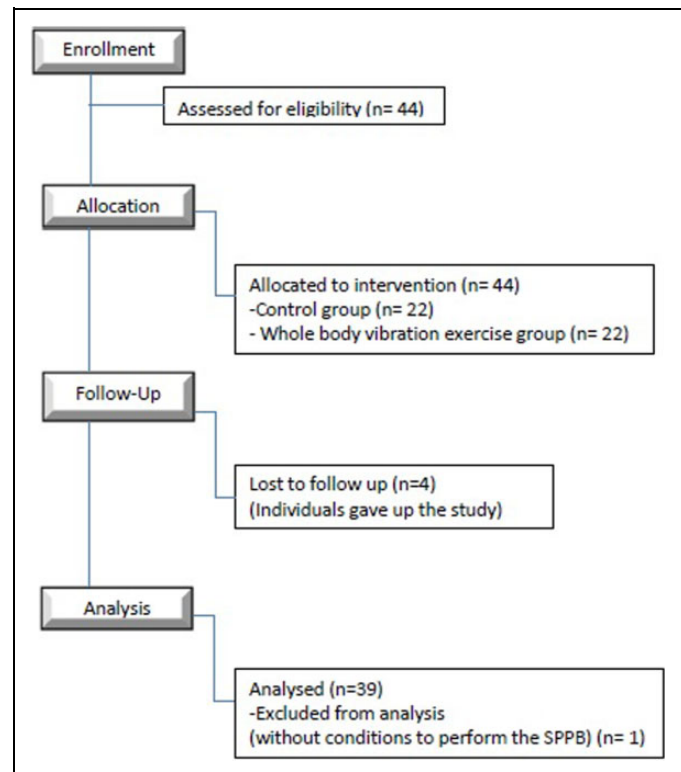 Enrollment
Assessed for eligibility (n= 44)
Allocation
Allocated to intervention (n= 44)
-Control group (n= 22)
- Whole body vibration exercise group (n= 22)
Follow-Up
Lost to follow up (n=4)
(Individuals gave up the study)
Analysis
Analysed (n=39)
-Excluded from analysis
(without conditions to perform the SPPB) (n= 1)